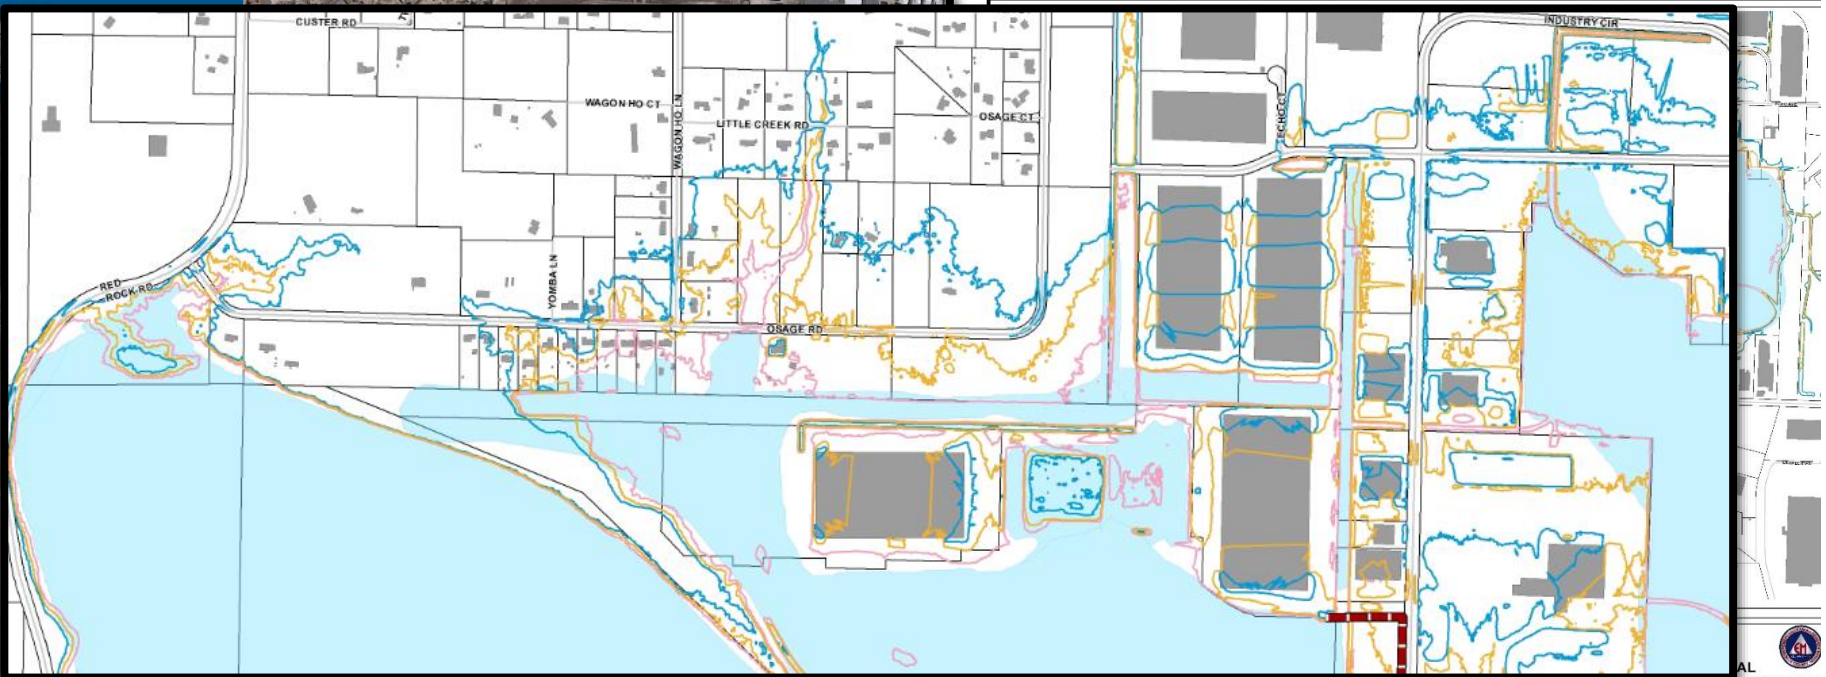 CUSTER RD
INDUSTRY CIR
WAGON HO CT
WAGON HO LN
LITTLE CREEK RD
OSAGE CT
ECHO CT
YOMBA LN
RED
ROCK RD
OSAGE RD
AL